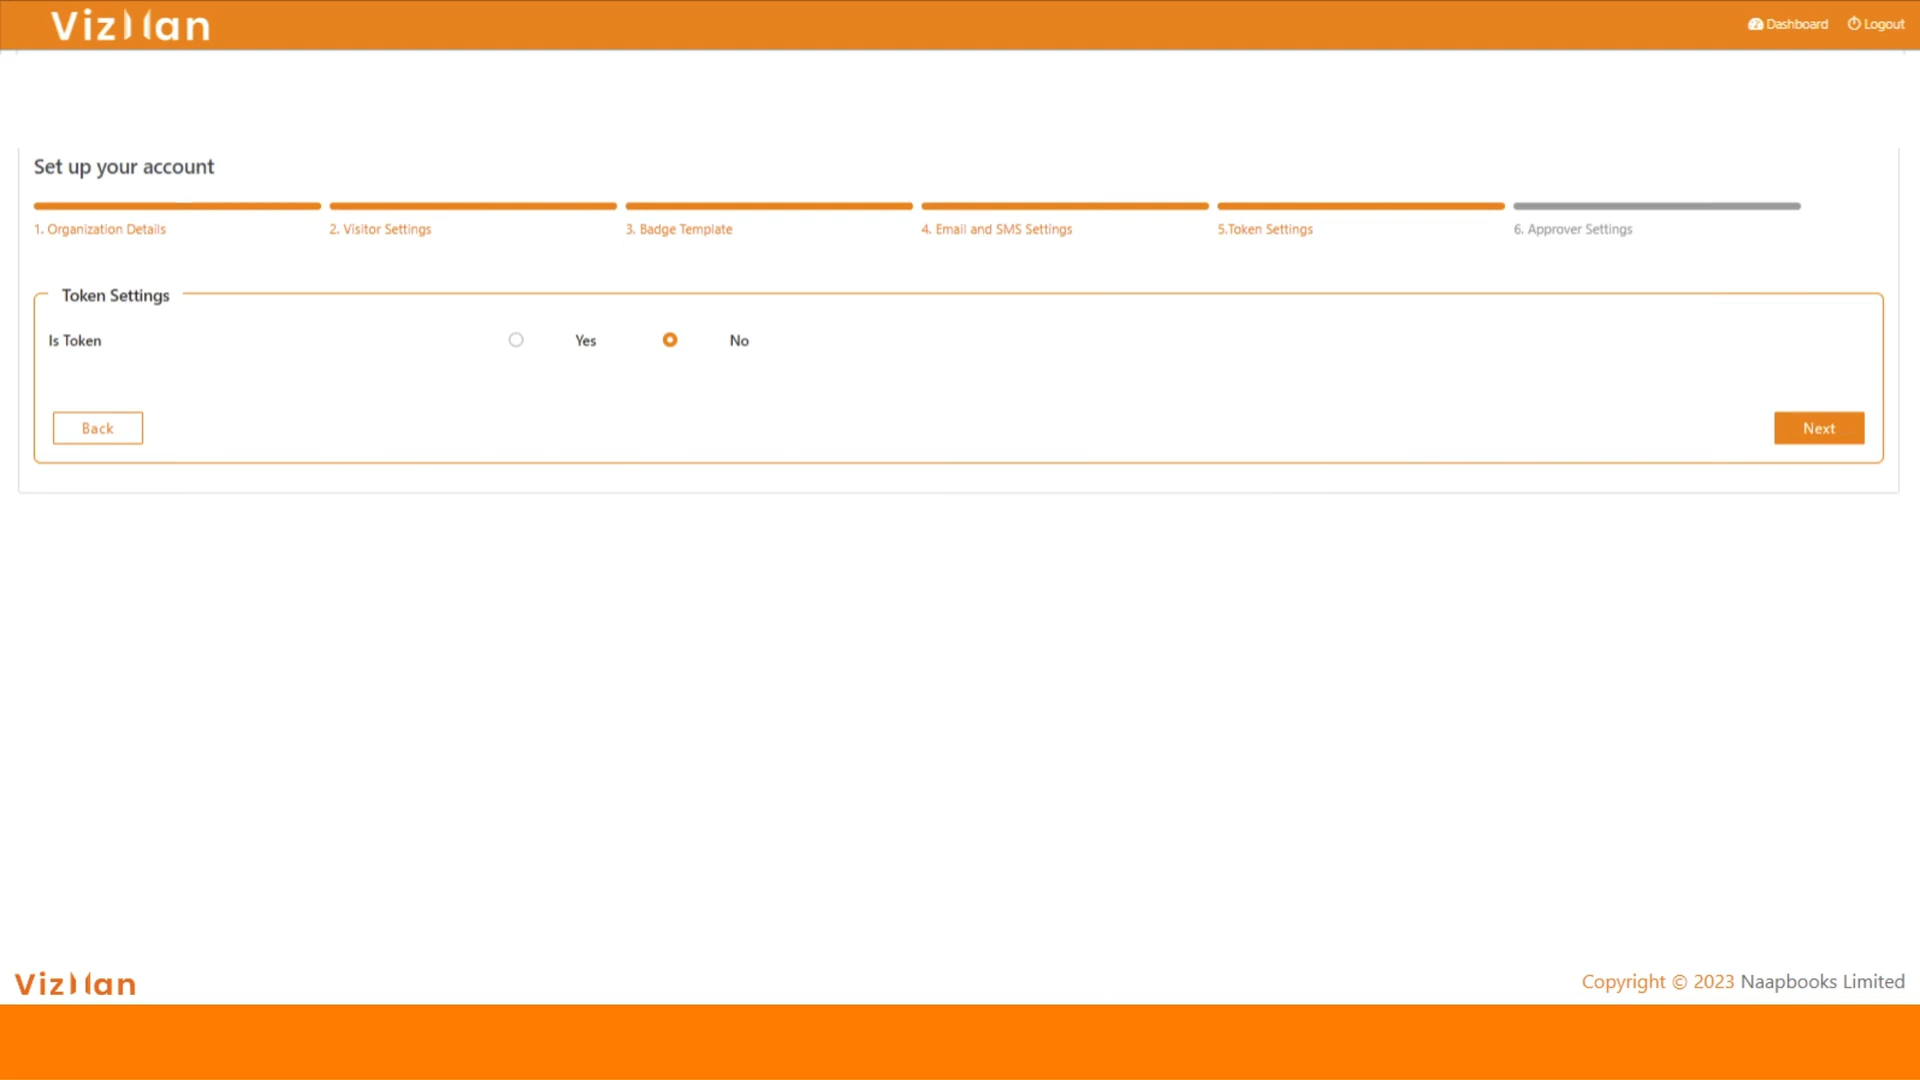 VizMan
Dashboard Logout
Set up your account
1. Organization Details 2. Visitor Settings 3. Badge Template 4. Email and SMS Settings 5.Token Settings 6. Approver Settings
Token Settings
Is Token Yes No
Back Next
VizMan Copyright © 2023 Naapbooks Limited